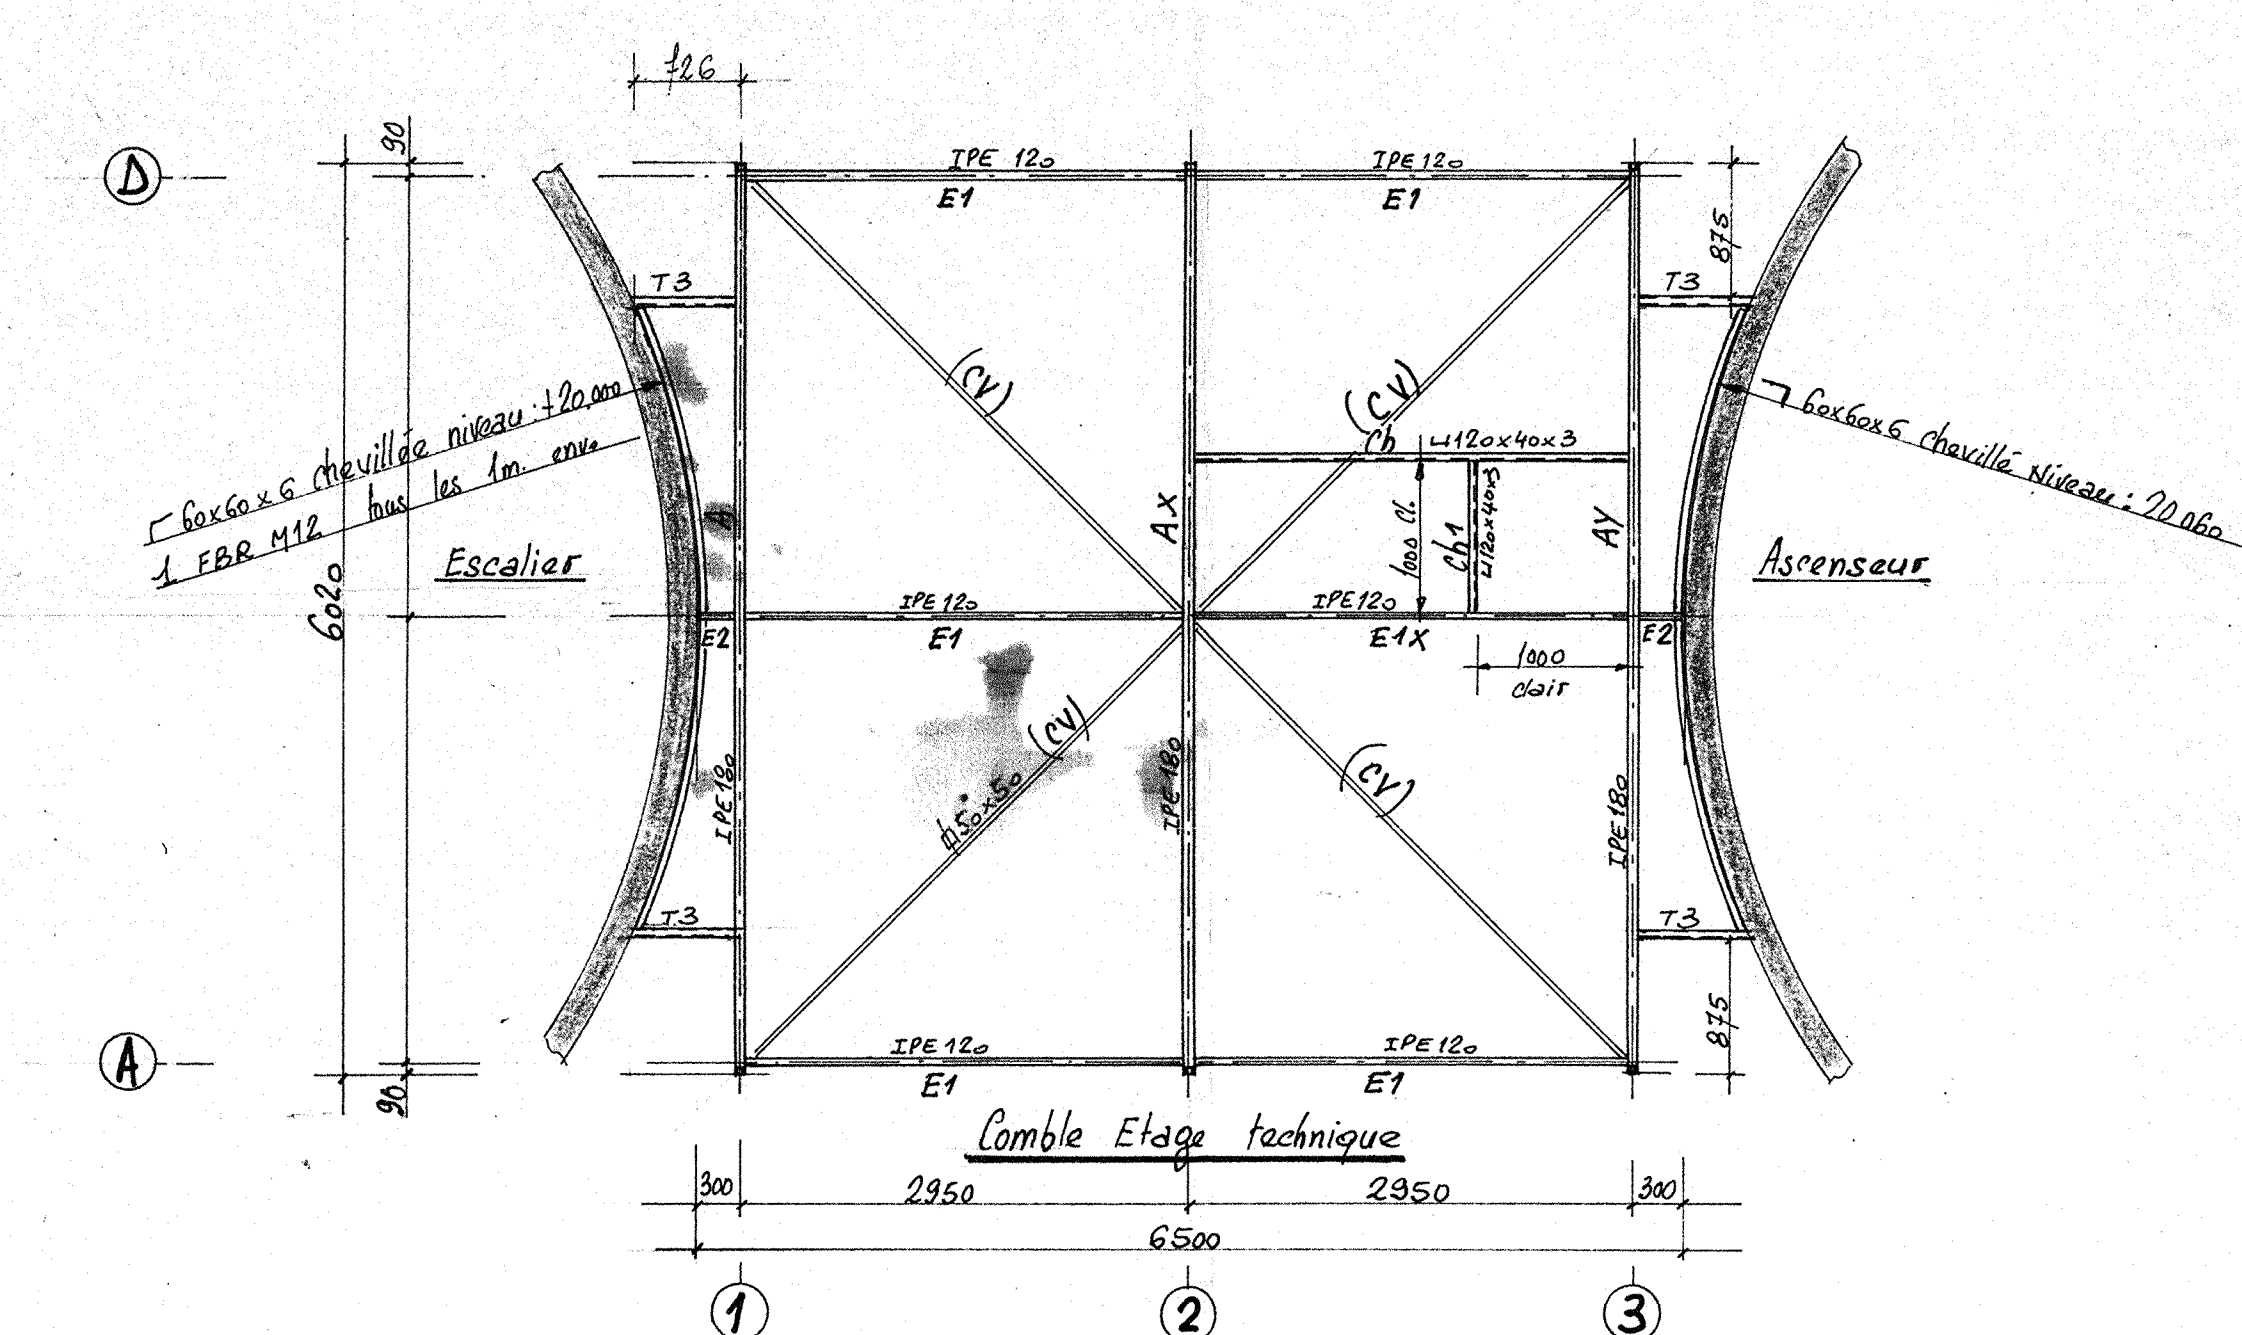 726
90
D
IPE 120
IPE 120
E1
E1
875
T3
T3
(CV)
(CV)
60x60x6 chevillée niveau: +20.000
1 FBR M12 tous les 1m. env.
60x60x6 chevillé Niveau: 20 060
Ch
120x40x3
1000 cl.
Ch1
120x40x3
A
AX
AY
Escalier
Ascenseur
6020
IPE 120
IPE 120
E2
E1
E1X
E2
1000
clair
(CV)
(CV)
50x50
IPE 180
IPE 180
IPE 180
T3
T3
875
A
90
IPE 120
IPE 120
E1
E1
Comble Etage technique
300
2950
2950
300
6500
1
2
3